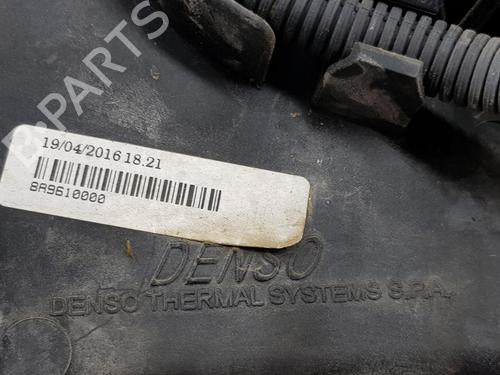 19/04/2016 18.21
8A9610000
DENSO
DENSO THERMAL SYSTEMS S.P.A.
B-PARTS